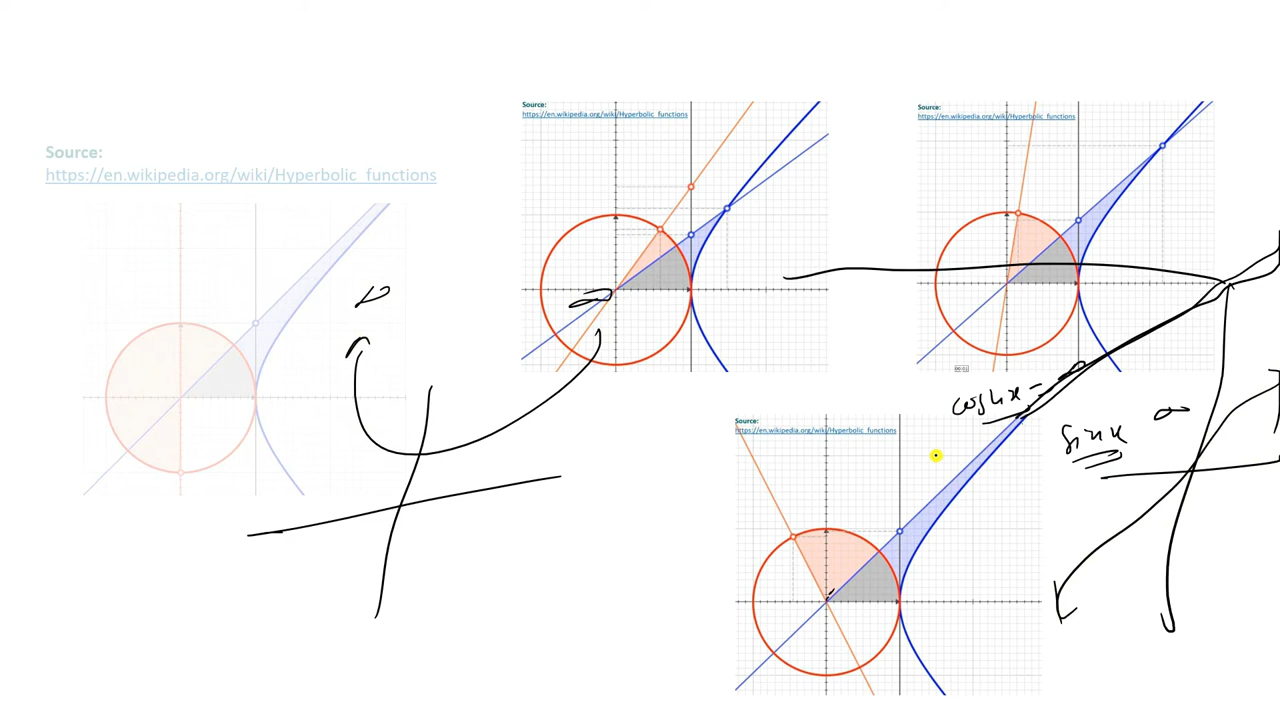 Source:
https://en.wikipedia.org/wiki/Hyperbolic_functions
Source:
https://en.wikipedia.org/wiki/Hyperbolic_functions
Source:
https://en.wikipedia.org/wiki/Hyperbolic_functions
Source:
https://en.wikipedia.org/wiki/Hyperbolic_functions
∞
∞
coshx - ∞
sinx ∞